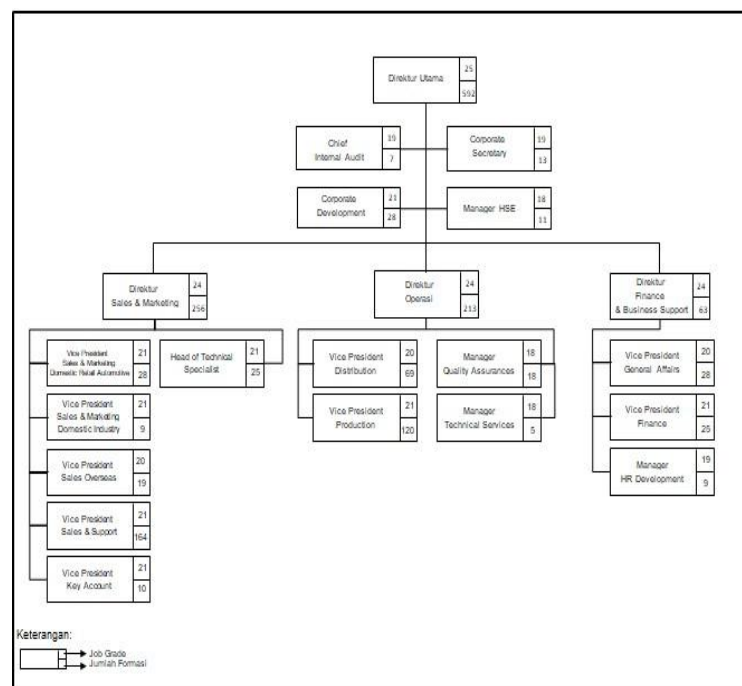 Direktur Utama
25
592
Chief
Internal Audit
19
7
Corporate
Secretary
19
13
Corporate
Development
21
28
Manager HSE
18
11
Direktur
Sales & Marketing
24
256
Direktur
Operasi
24
213
Direktur
Finance
& Business Support
24
63
Vice President
Sales & Marketing
Domestic Retail Automotive
21
28
Head of Technical
Specialist
21
25
Vice President
Distribution
20
69
Manager
Quality Assurances
18
18
Vice President
General Affairs
20
28
Vice President
Sales & Marketing
Domestic Industry
21
9
Vice President
Production
21
120
Manager
Technical Services
18
5
Vice President
Finance
21
25
Vice President
Sales Overseas
20
19
Manager
HR Development
19
9
Vice President
Sales & Support
21
164
Vice President
Key Account
21
10
Keterangan:
Job Grade
Jumlah Formasi